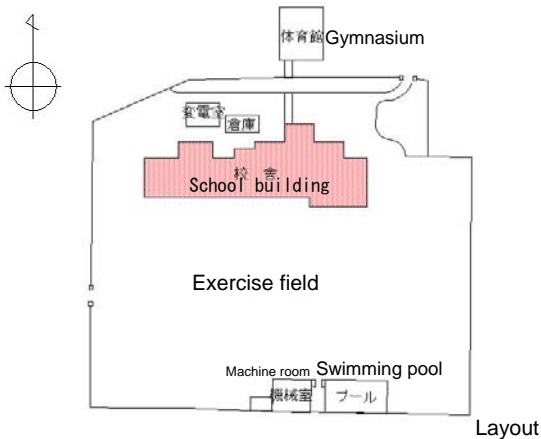 体育館 Gymnasium
変電室
倉庫
校舎
School building
Exercise field
Machine room Swimming pool
機械室 プール
Layout